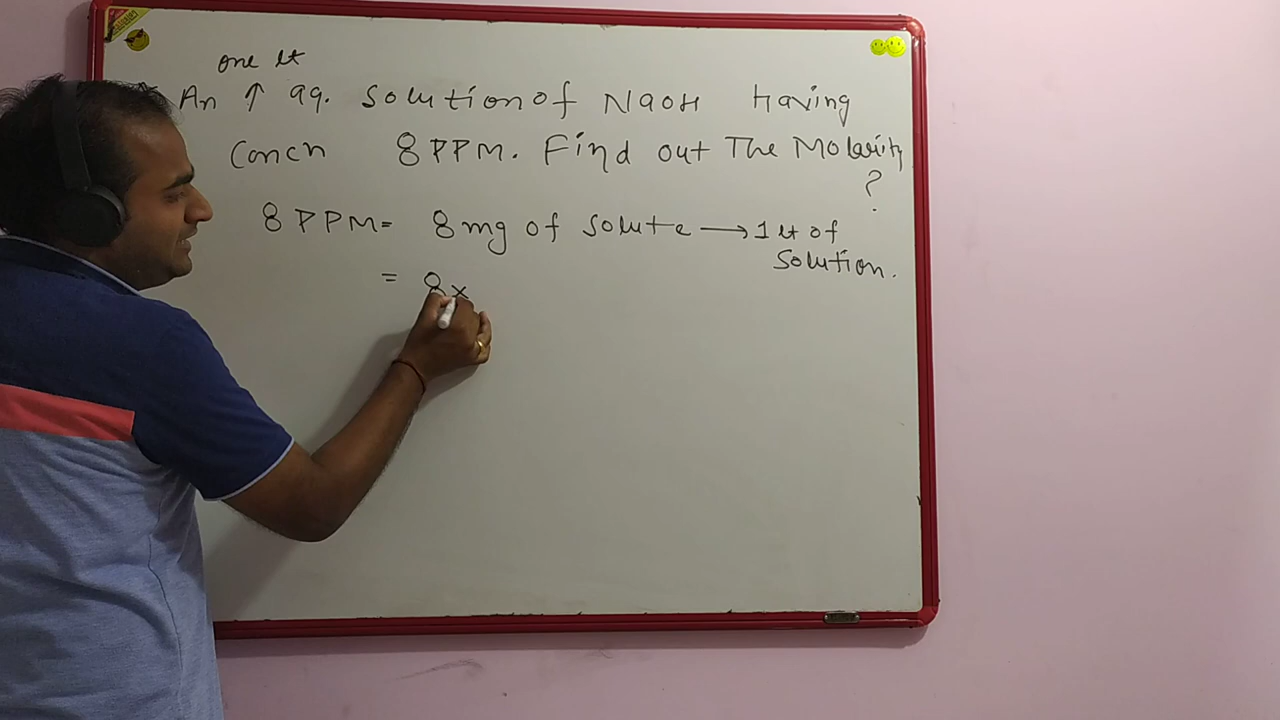 one lt
An ↑ aq. Solution of NaOH Having
Concn 8 PPM. Find out The Molarity
?
8 PPM = 8 mg of Solute → 1 lt of
Solution.
= 8 x